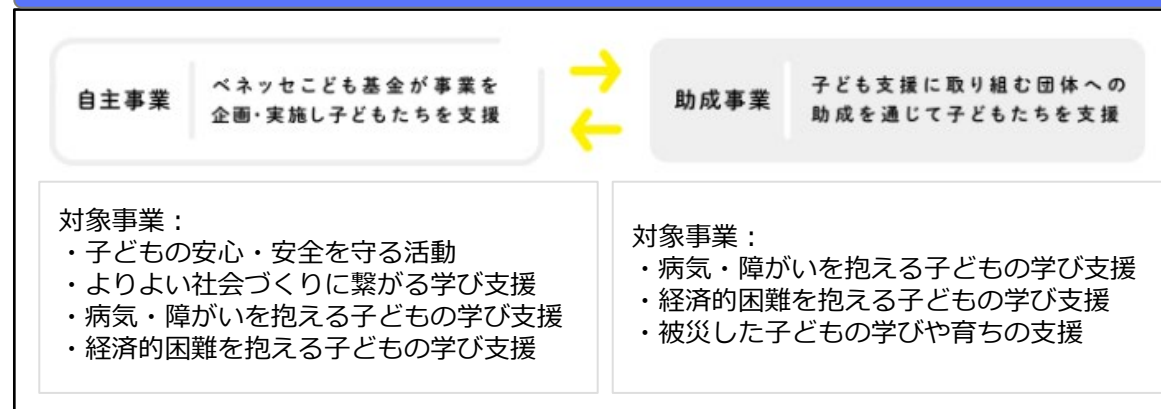 自主事業
ベネッセこども基金が事業を
企画・実施し子どもたちを支援
助成事業
子ども支援に取り組む団体への
助成を通じて子どもたちを支援
対象事業：
・子どもの安心・安全を守る活動
・よりよい社会づくりに繋がる学び支援
・病気・障がいを抱える子どもの学び支援
・経済的困難を抱える子どもの学び支援
対象事業：
・病気・障がいを抱える子どもの学び支援
・経済的困難を抱える子どもの学び支援
・被災した子どもの学びや育ちの支援